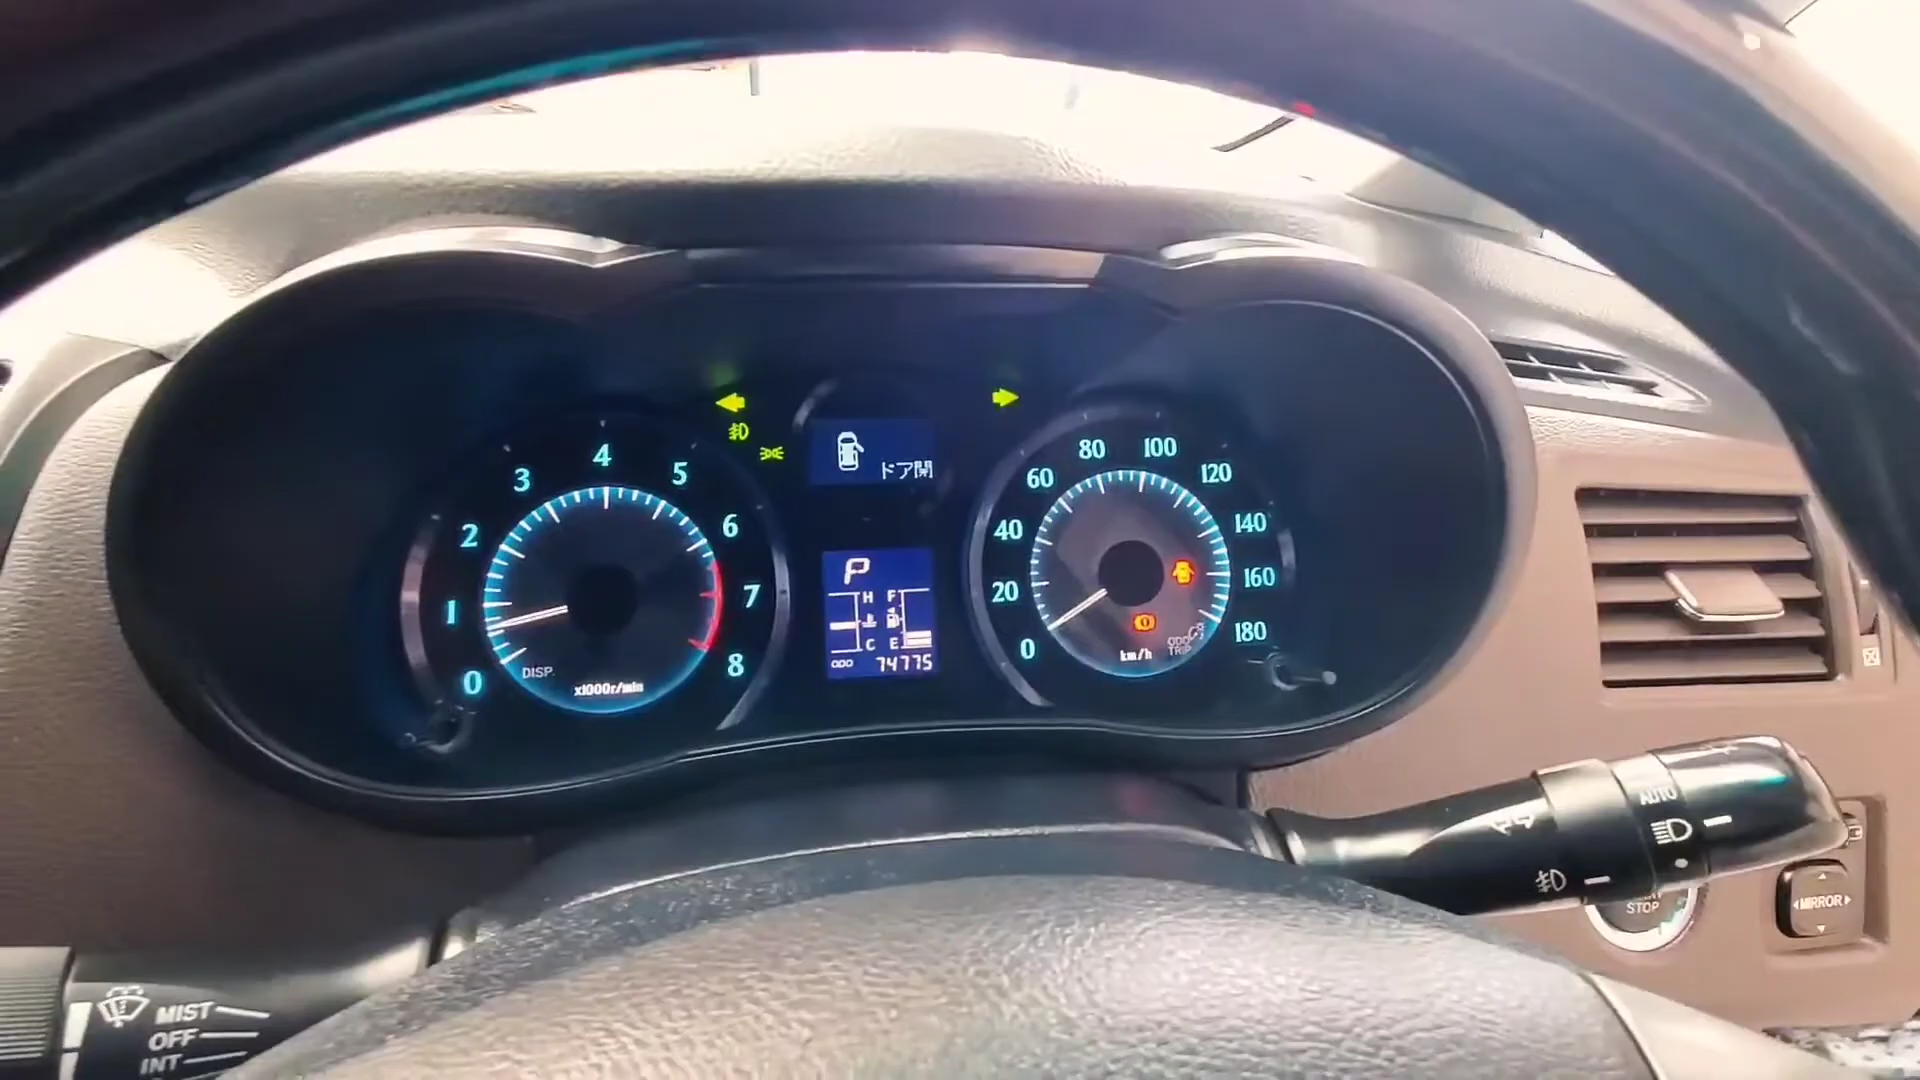 0
1
2
3
4
5
6
7
8
x1000r/min
DISP.
ドア開
P
H F
C E
ODO 74775
0
20
40
60
80
100
120
140
160
180
km/h
ODO
TRIP
AUTO
STOP
MIRROR
MIST
OFF
INT